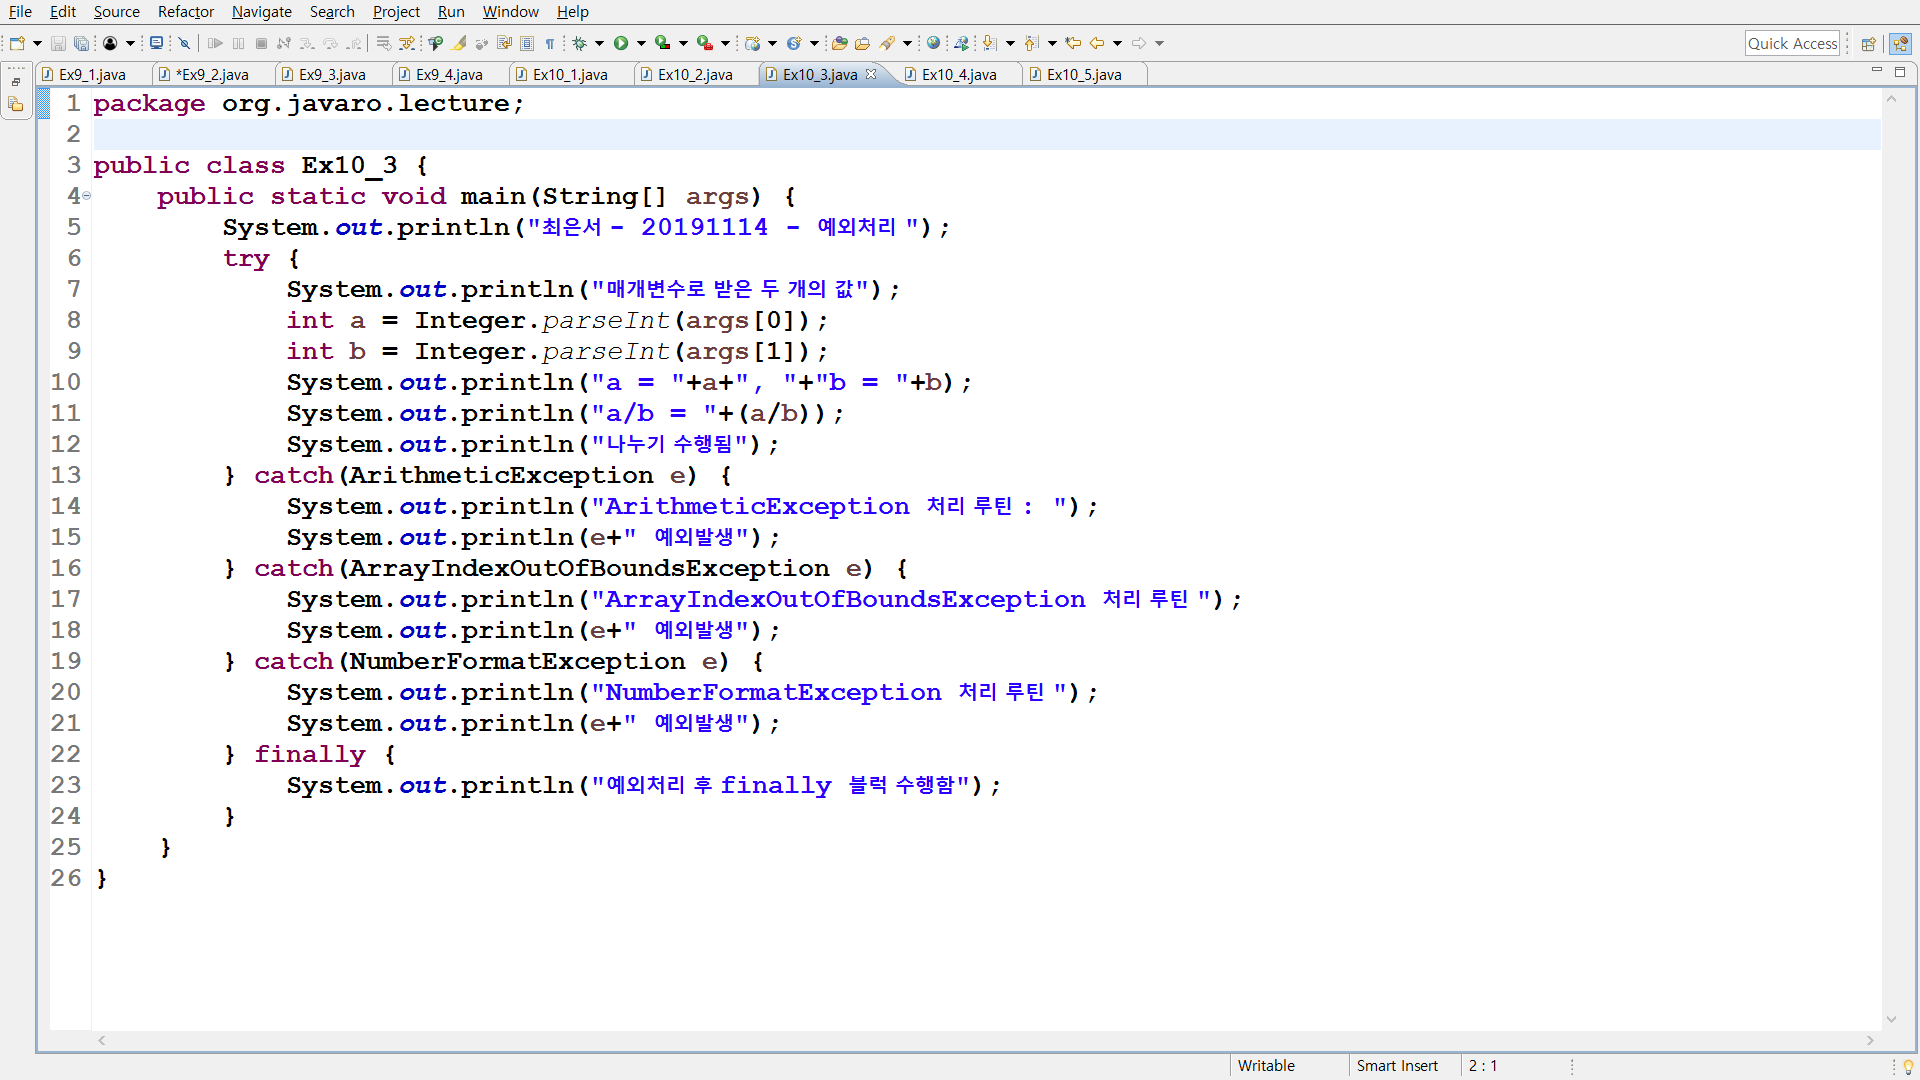 File Edit Source Refactor Navigate Search Project Run Window Help
Quick Access
Ex9_1.java *Ex9_2.java Ex9_3.java Ex9_4.java Ex10_1.java Ex10_2.java Ex10_3.java Ex10_4.java Ex10_5.java
1 package org.javaro.lecture;
2
3 public class Ex10_3 {
4 public static void main(String[] args) {
5 System.out.println("최은서 - 20191114 - 예외처리 ");
6 try {
7 System.out.println("매개변수로 받은 두 개의 값");
8 int a = Integer.parseInt(args[0]);
9 int b = Integer.parseInt(args[1]);
10 System.out.println("a = "+a+", "+"b = "+b);
11 System.out.println("a/b = "+(a/b));
12 System.out.println("나누기 수행됨");
13 } catch(ArithmeticException e) {
14 System.out.println("ArithmeticException 처리 루틴 : ");
15 System.out.println(e+" 예외발생");
16 } catch(ArrayIndexOutOfBoundsException e) {
17 System.out.println("ArrayIndexOutOfBoundsException 처리 루틴 ");
18 System.out.println(e+" 예외발생");
19 } catch(NumberFormatException e) {
20 System.out.println("NumberFormatException 처리 루틴 ");
21 System.out.println(e+" 예외발생");
22 } finally {
23 System.out.println("예외처리 후 finally 블럭 수행함");
24 }
25 }
26 }
Writable Smart Insert 2 : 1